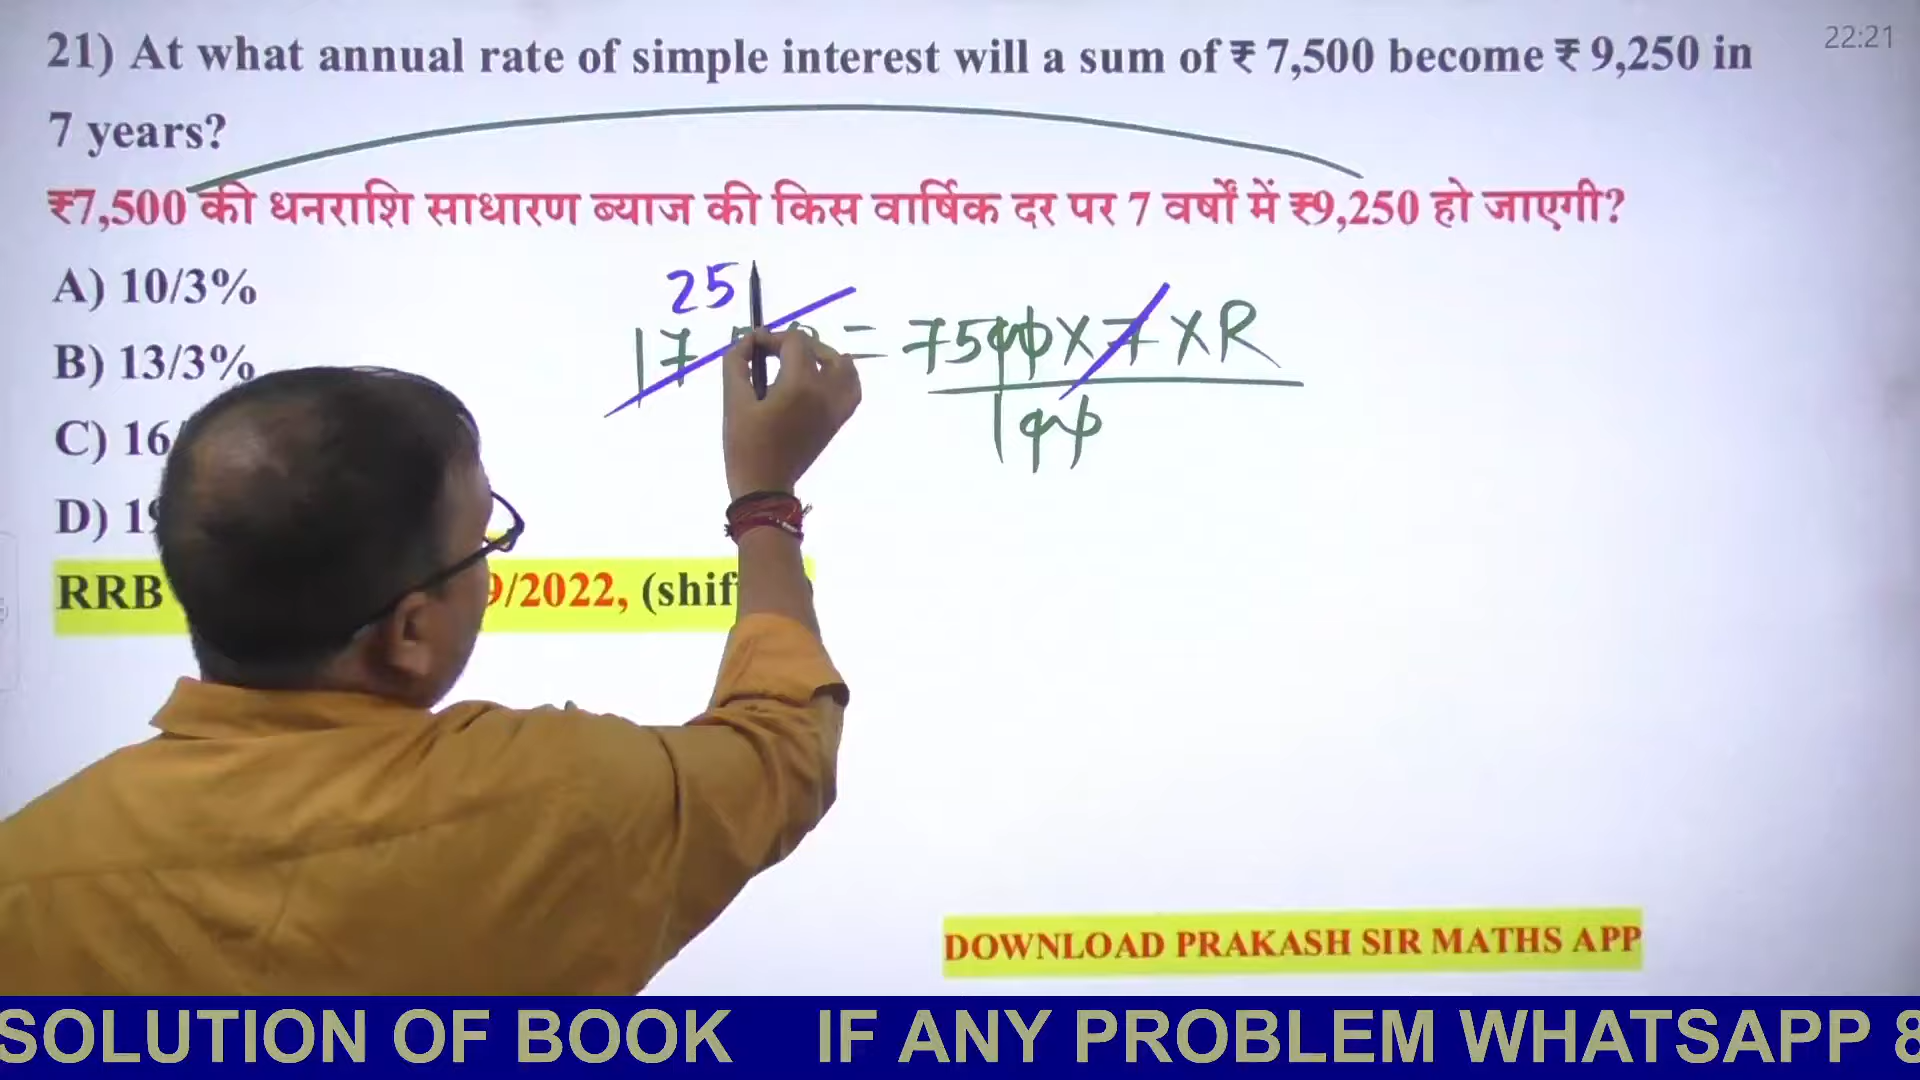 21) At what annual rate of simple interest will a sum of ₹ 7,500 become ₹ 9,250 in
22:21
7 years?
₹7,500 की धनराशि साधारण ब्याज की किस वार्षिक दर पर 7 वर्षों में ₹9,250 हो जाएगी?
A) 10/3%
25
17 = 7500 X 7 X R
B) 13/3%
100
C) 16
D) 19
RRB 9/2022, (shif
DOWNLOAD PRAKASH SIR MATHS APP
SOLUTION OF BOOK IF ANY PROBLEM WHATSAPP 8